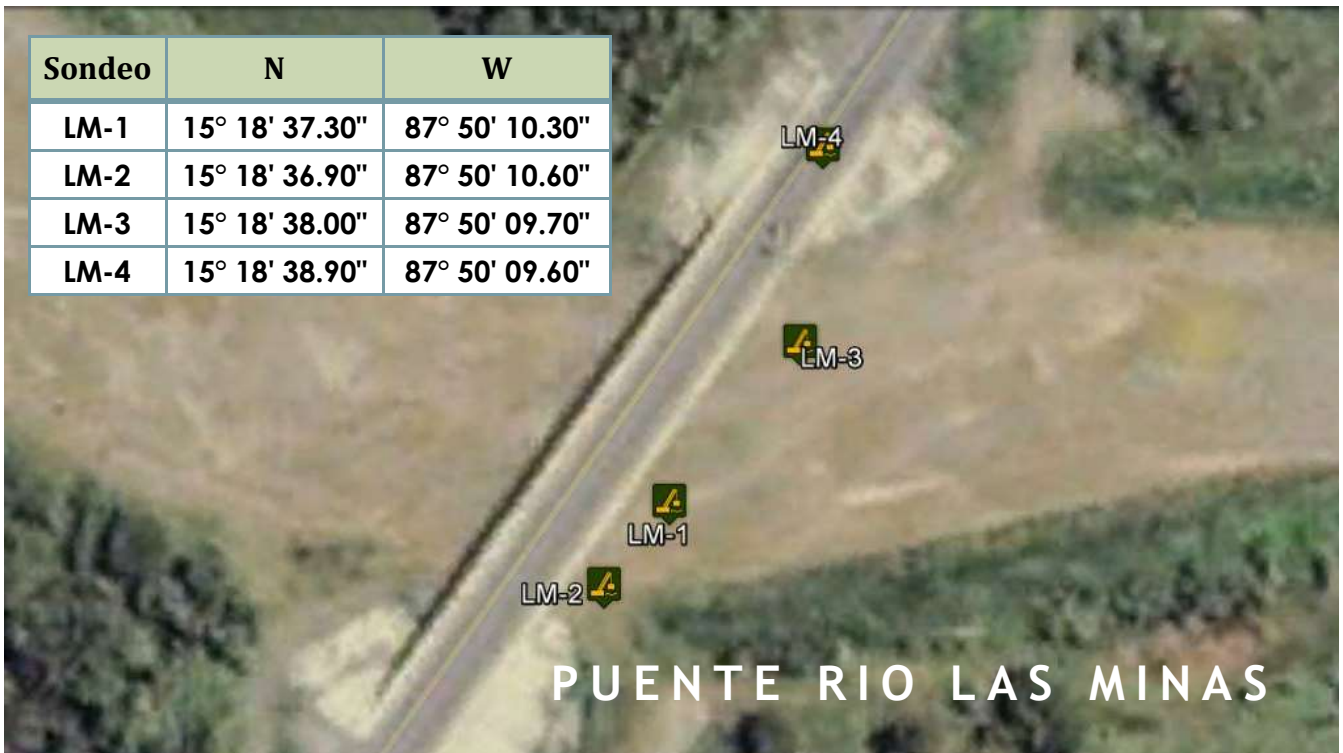 Sondeo N W
LM-1 15° 18' 37.30" 87° 50' 10.30"
LM-2 15° 18' 36.90" 87° 50' 10.60"
LM-3 15° 18' 38.00" 87° 50' 09.70"
LM-4 15° 18' 38.90" 87° 50' 09.60"
LM-4
LM-3
LM-1
LM-2
PUENTE RIO LAS MINAS